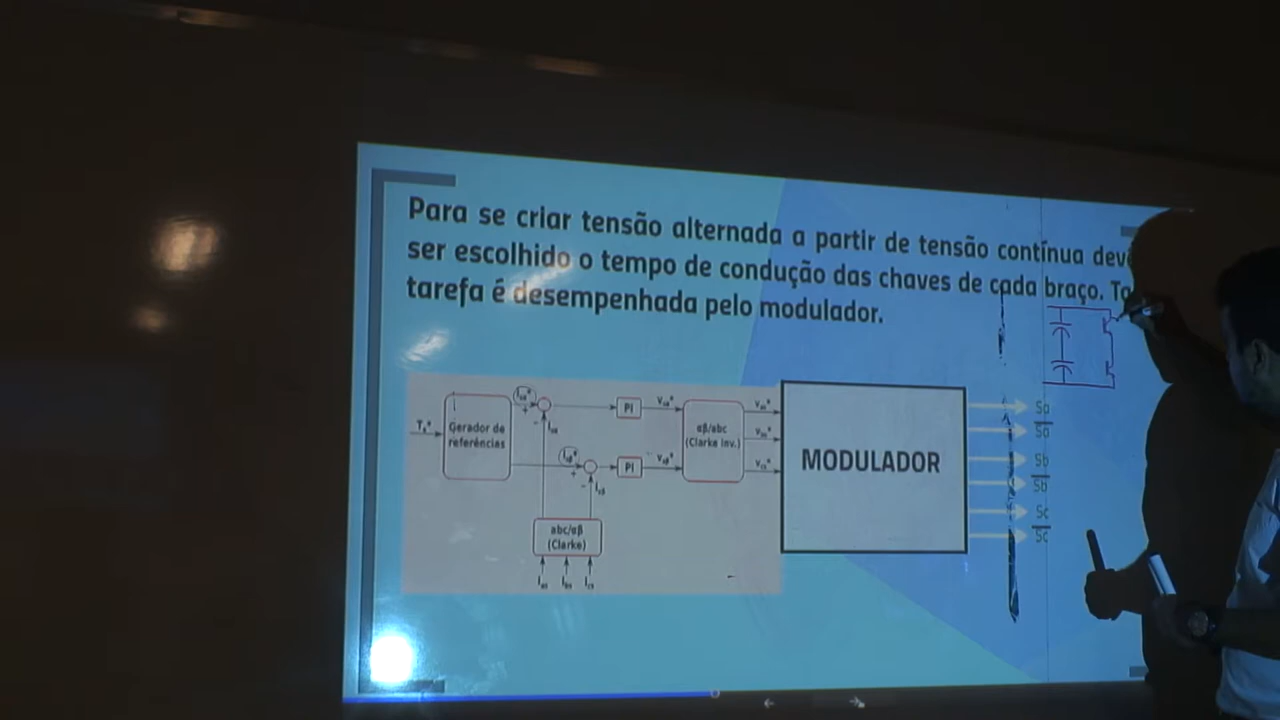 Para se criar tensão alternada a partir de tensão contínua
ser escolhido o tempo de condução das chaves de cada braço.
tarefa é desempenhada pelo modulador.
Gerador de
referências
PI
PI
αβ/abc
(Clarke Inv.)
abc/αβ
(Clarke)
MODULADOR
Sa
Sa
Sb
Sb
Sc
Sc